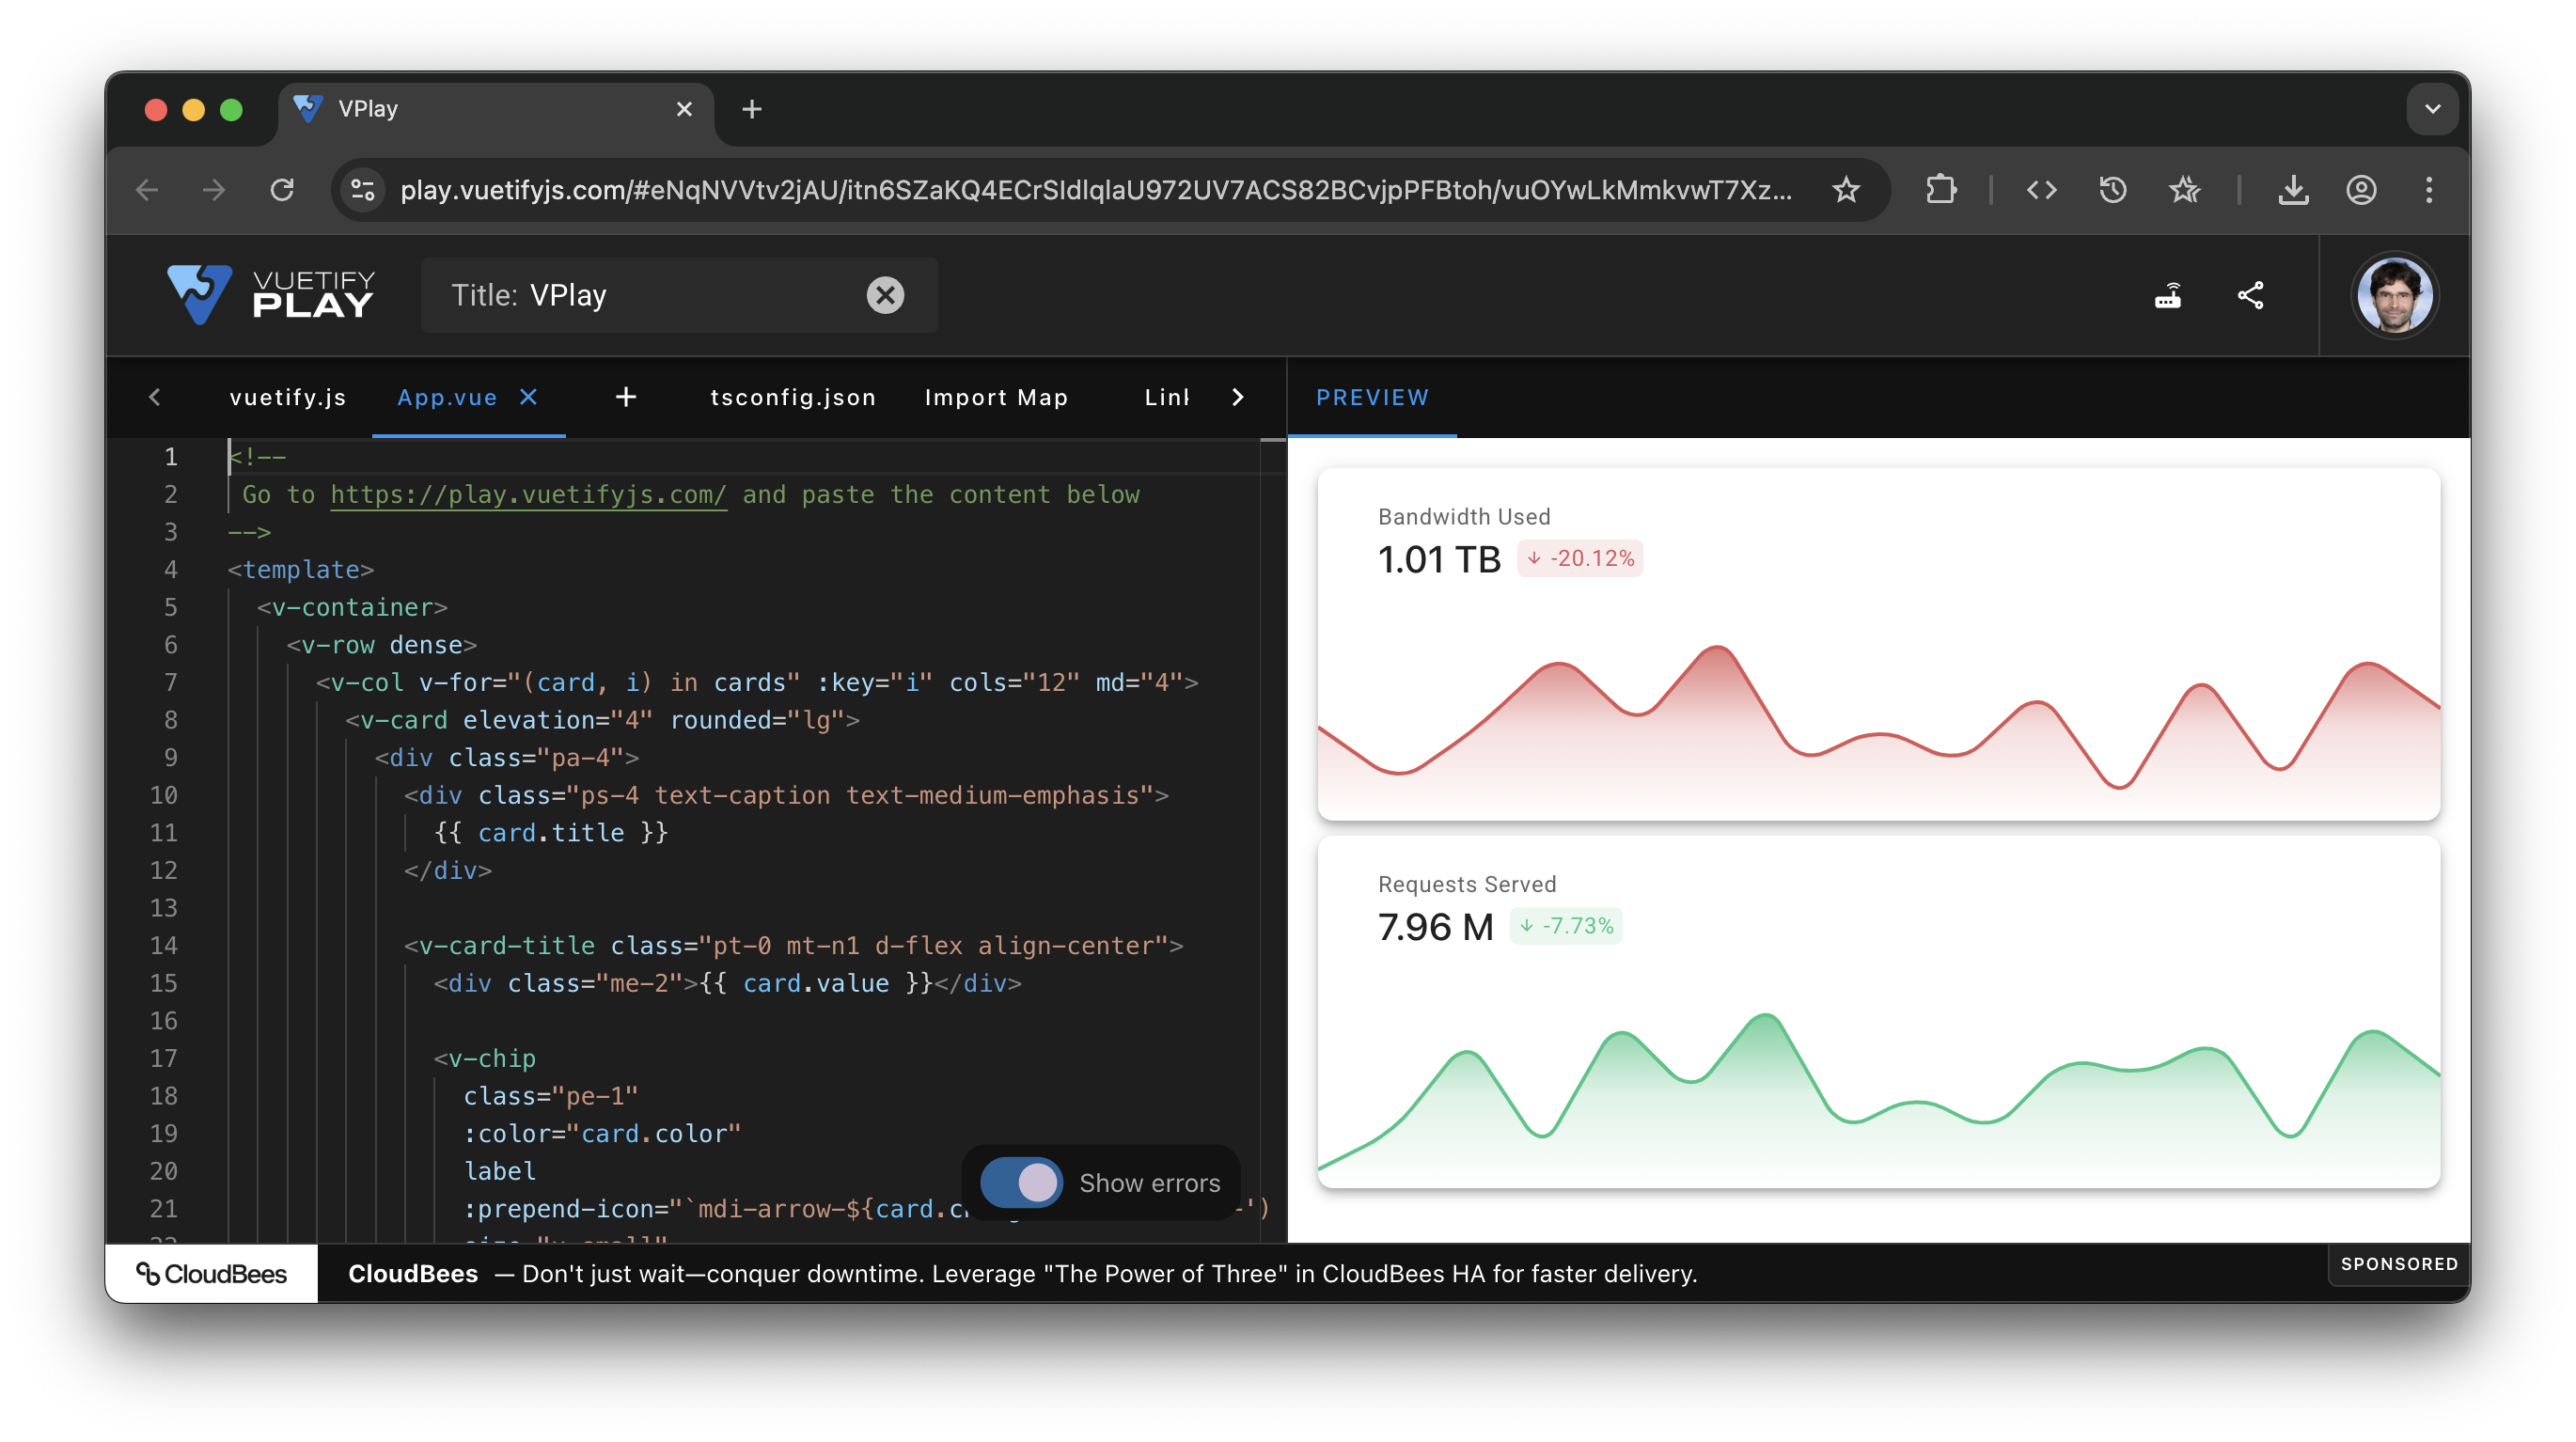 VPlay
play.vuetifyjs.com/#eNqNVVtv2jAU/itn6SZaKQ4ECrSIdlqlaU972UV7ACS82BCvjpPFBtoh/vuOYwLkMmkvwT7Xz...
VUETIFY
PLAY
Title: VPlay
vuetify.js
App.vue
tsconfig.json
Import Map
PREVIEW
1 <!--
2 Go to https://play.vuetifyjs.com/ and paste the content below
3 -->
4 <template>
5 <v-container>
6 <v-row dense>
7 <v-col v-for="(card, i) in cards" :key="i" cols="12" md="4">
8 <v-card elevation="4" rounded="lg">
9 <div class="pa-4">
10 <div class="ps-4 text-caption text-medium-emphasis">
11 {{ card.title }}
12 </div>
13
14 <v-card-title class="pt-0 mt-n1 d-flex align-center">
15 <div class="me-2">{{ card.value }}</div>
16
17 <v-chip
18 class="pe-1"
19 :color="card.color"
20 label
21 :prepend-icon="`mdi-arrow-${card.
Show errors
Bandwidth Used
1.01 TB
-20.12%
Requests Served
7.96 M
-7.73%
CloudBees
CloudBees — Don't just wait—conquer downtime. Leverage "The Power of Three" in CloudBees HA for faster delivery.
SPONSORED